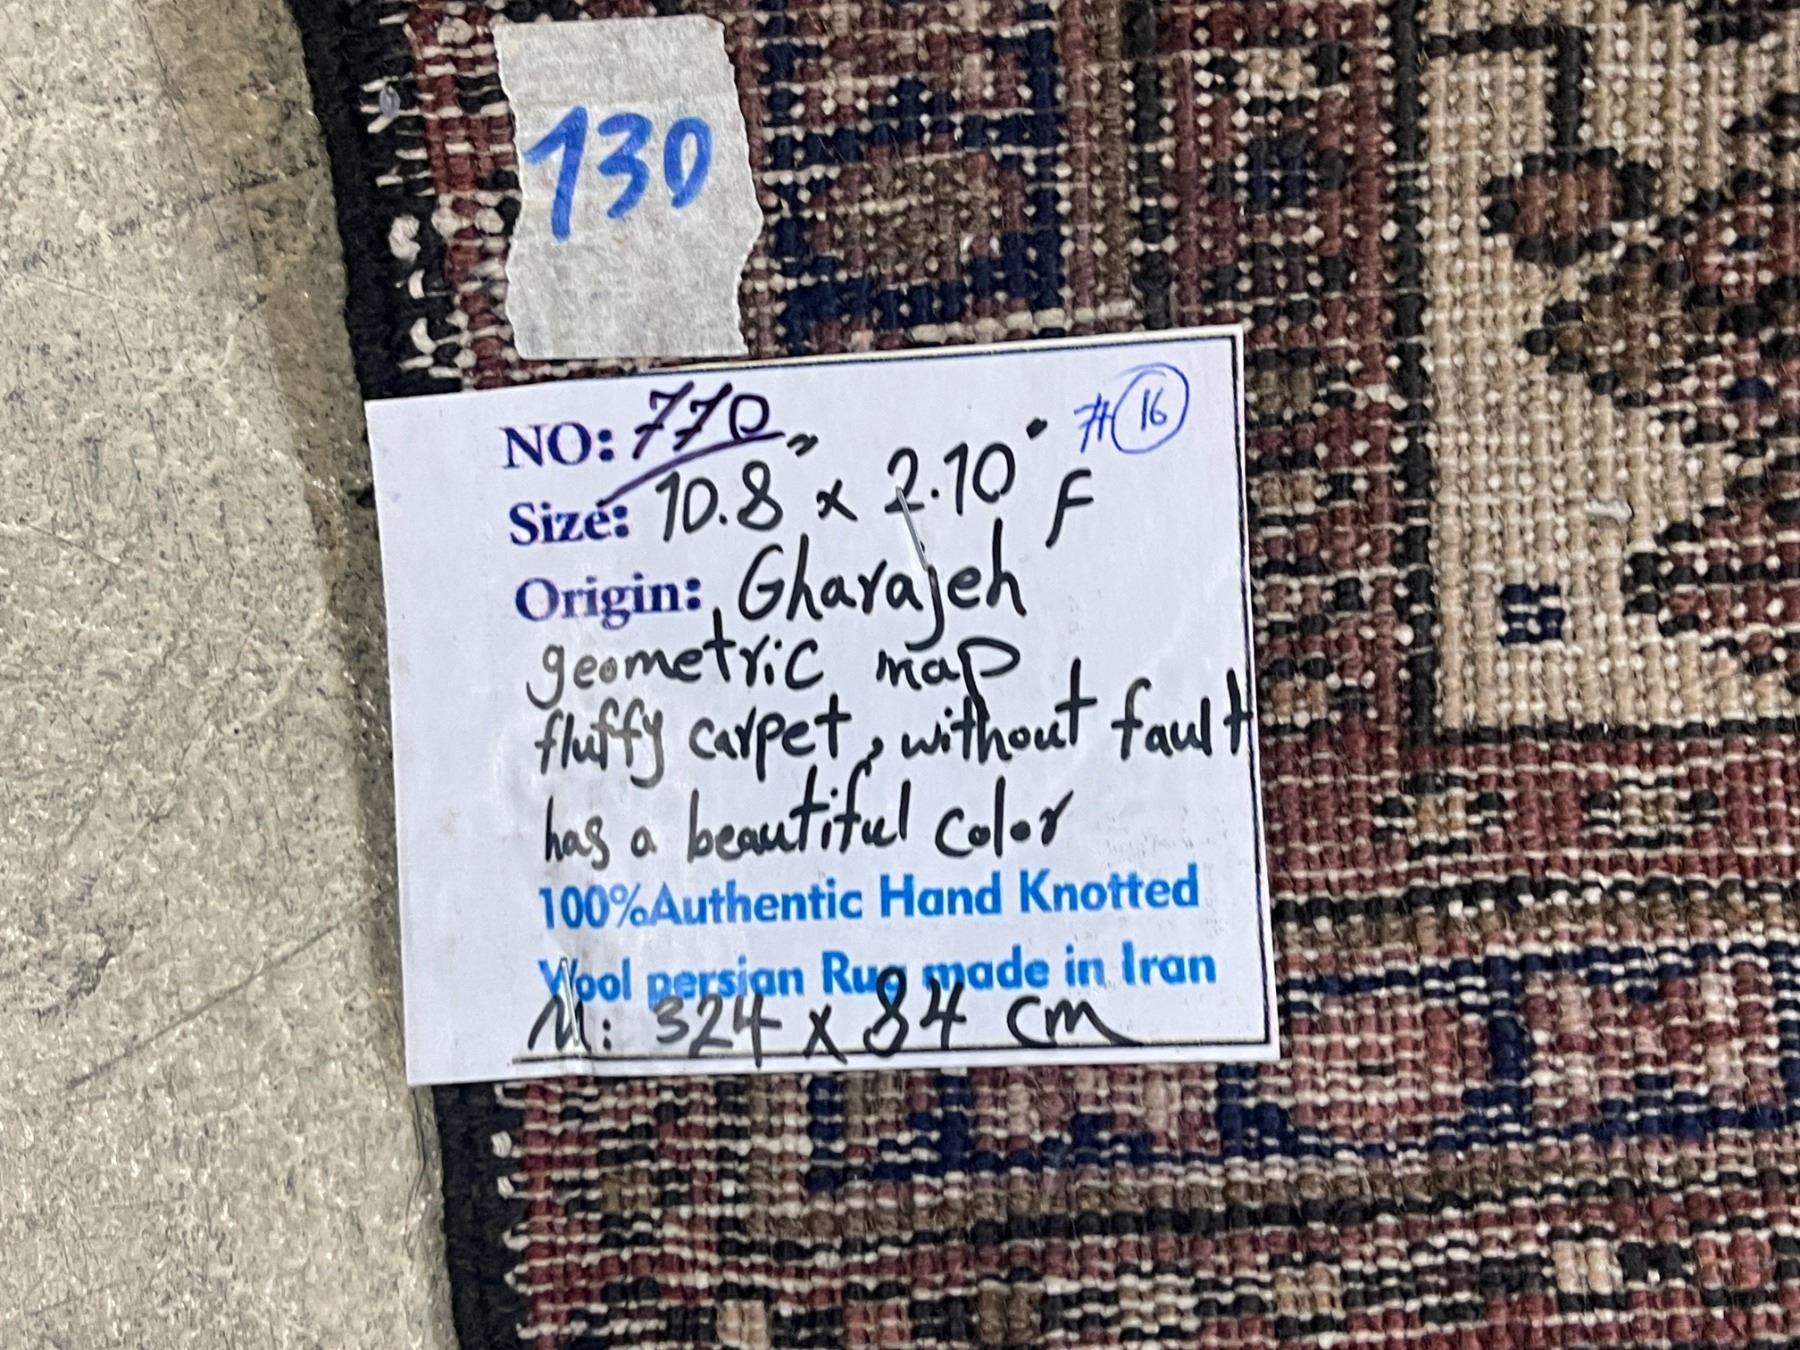 130
NO: 770 #16
Size: 10.8" x 2.10" F
Origin: Gharajeh
geometric map
fluffy carpet, without fault
has a beautiful color
100%Authentic Hand Knotted
Wool persian Rug made in Iran
M: 324 x 84 cm